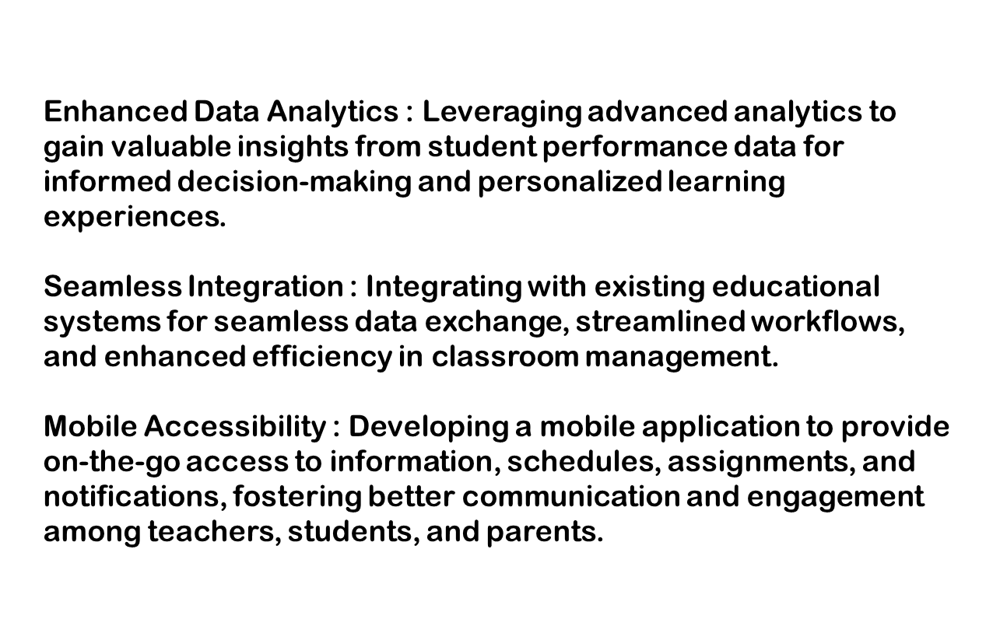 Enhanced Data Analytics : Leveraging advanced analytics to
gain valuable insights from student performance data for
informed decision-making and personalized learning
experiences.
Seamless Integration : Integrating with existing educational
systems for seamless data exchange, streamlined workflows,
and enhanced efficiency in classroom management.
Mobile Accessibility : Developing a mobile application to provide
on-the-go access to information, schedules, assignments, and
notifications, fostering better communication and engagement
among teachers, students, and parents.